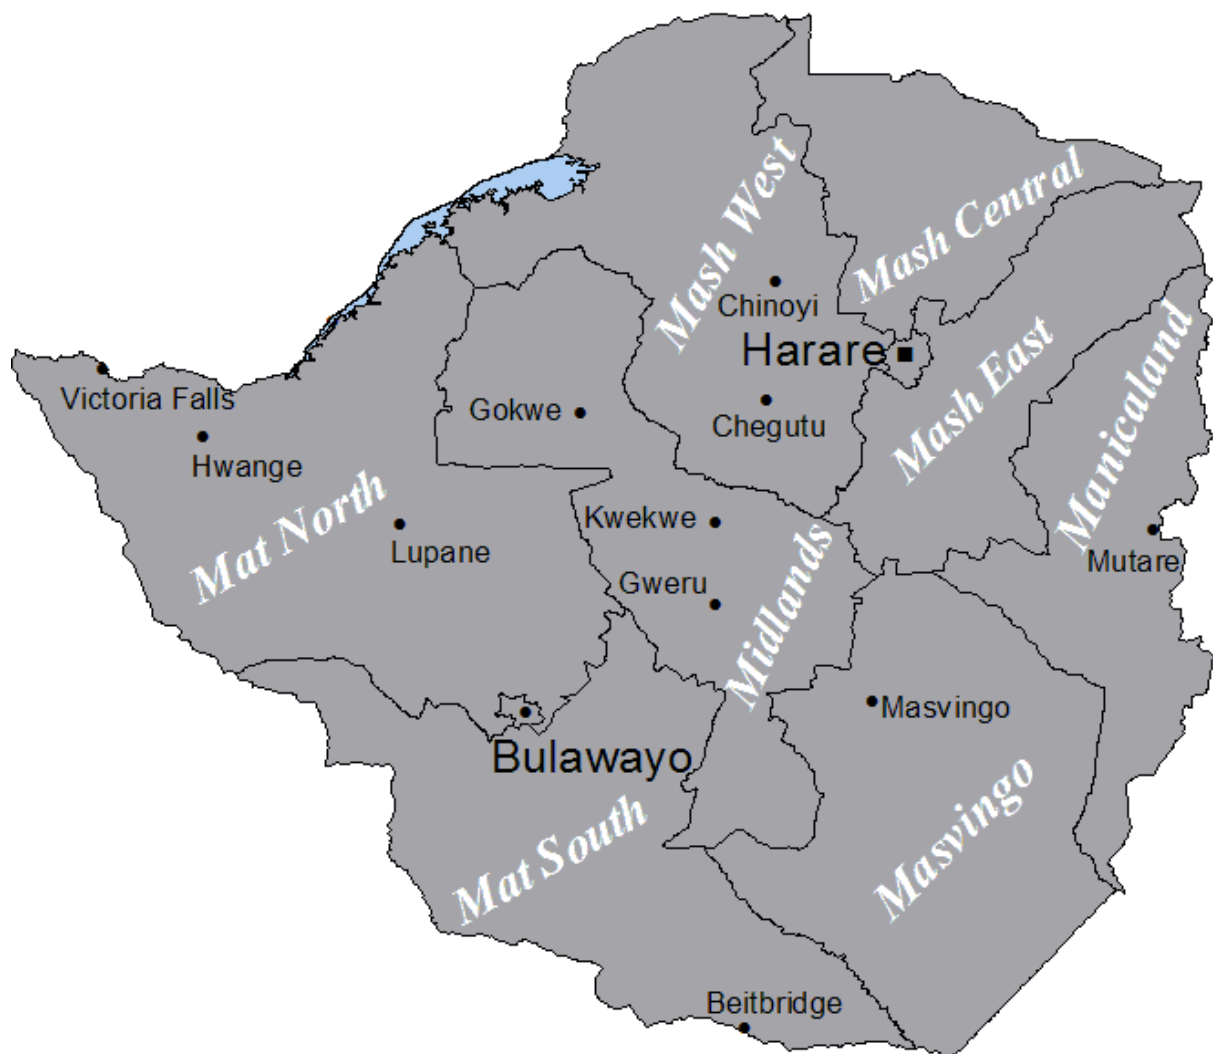 Mash West
Mash Central
Chinoyi
Harare
Victoria Falls
Gokwe
Chegutu
Mash East
Manicaland
Hwange
Mat North
Lupane
Kwekwe
Gweru
Midlands
Mutare
Masvingo
Bulawayo
Mat South
Masvingo
Beitbridge